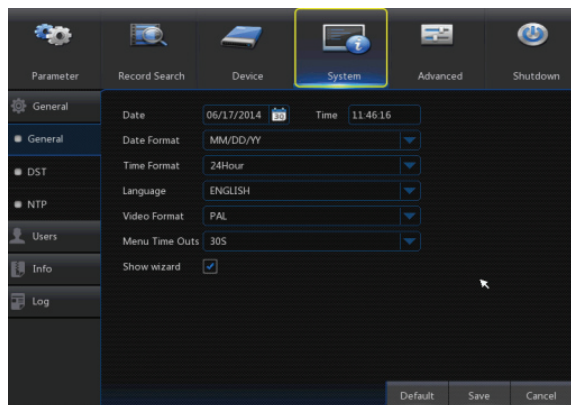 Parameter Record Search Device System Advanced Shutdown
General
General
DST
NTP
Users
Info
Log
Date 06/17/2014 30 Time 11:46:16
Date Format MM/DD/YY
Time Format 24Hour
Language ENGLISH
Video Format PAL
Menu Time Outs 30S
Show wizard
Default Save Cancel